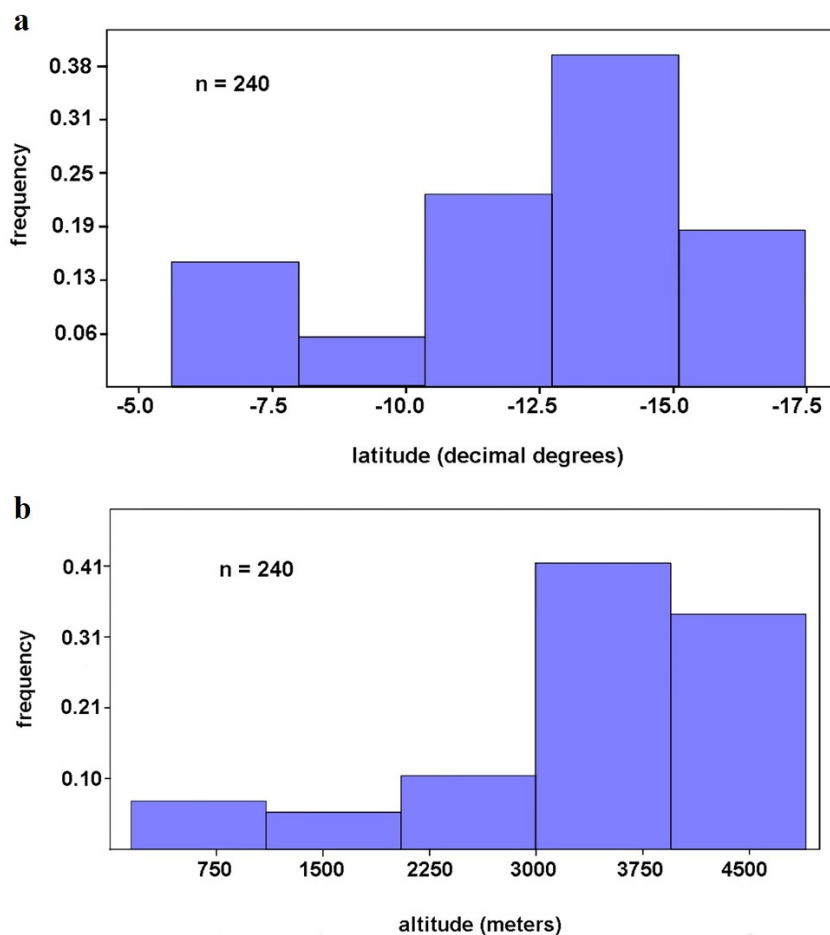 a
n = 240
0.38
0.31
0.25
0.19
0.13
0.06
frequency
-5.0 -7.5 -10.0 -12.5 -15.0 -17.5
latitude (decimal degrees)
b
n = 240
0.41
0.31
0.21
0.10
frequency
750 1500 2250 3000 3750 4500
altitude (meters)